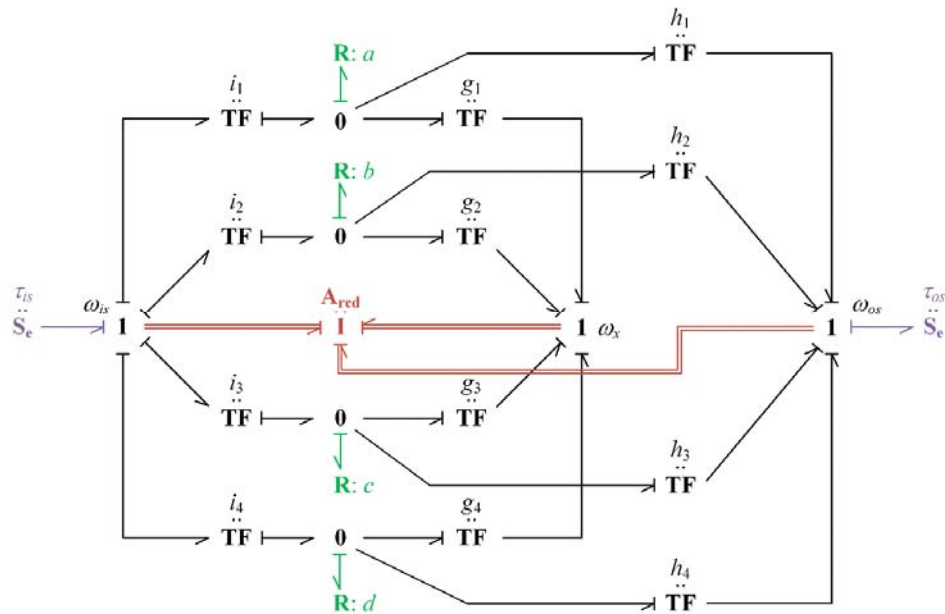 h₁
R: a
TF
i₁
g₁
TF
0
TF
h₂
R: b
TF
i₂
g₂
TF
0
TF
τis
ωis
Ared
ωos
τos
Se
1
I
1
ωx
1
Se
i₃
g₃
TF
0
TF
h₃
R: c
TF
i₄
g₄
TF
0
TF
h₄
R: d
TF